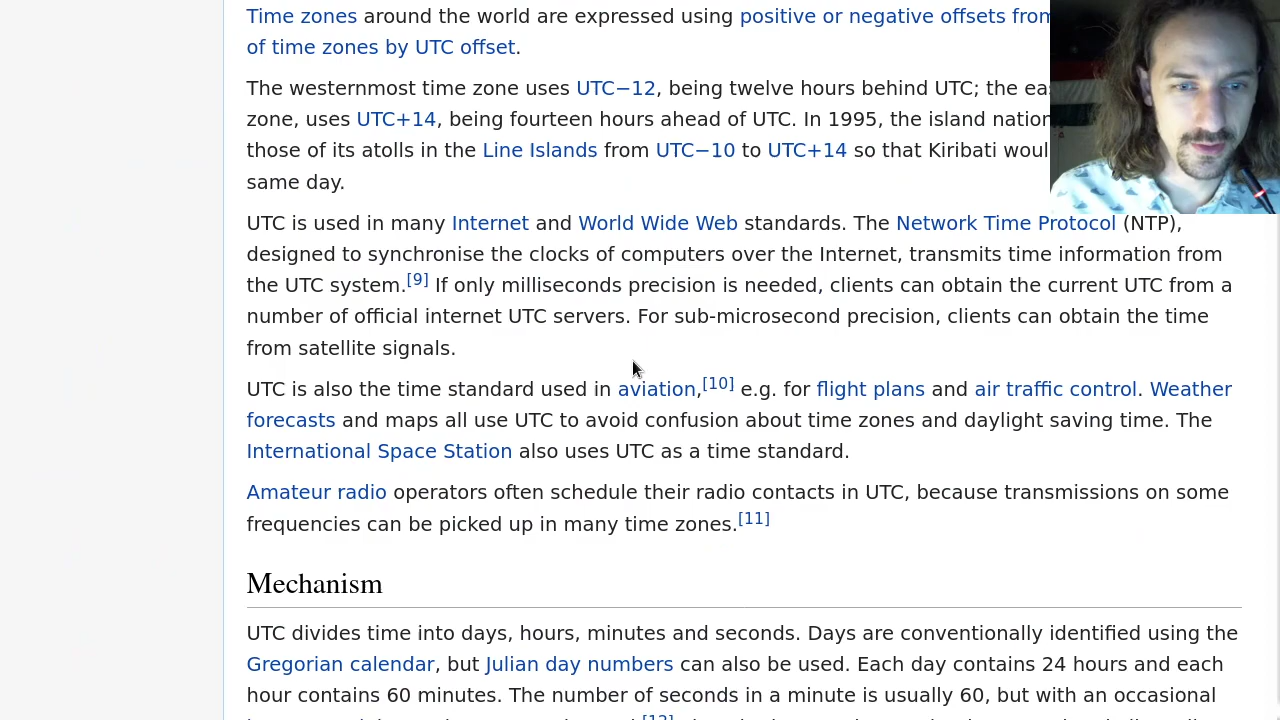 Time zones around the world are expressed using positive or negative offsets from
of time zones by UTC offset.
The westernmost time zone uses UTC−12, being twelve hours behind UTC; the eas
zone, uses UTC+14, being fourteen hours ahead of UTC. In 1995, the island nation
those of its atolls in the Line Islands from UTC−10 to UTC+14 so that Kiribati woul
same day.
UTC is used in many Internet and World Wide Web standards. The Network Time Protocol (NTP),
designed to synchronise the clocks of computers over the Internet, transmits time information from
the UTC system.[9] If only milliseconds precision is needed, clients can obtain the current UTC from a
number of official internet UTC servers. For sub-microsecond precision, clients can obtain the time
from satellite signals.
UTC is also the time standard used in aviation,[10] e.g. for flight plans and air traffic control. Weather
forecasts and maps all use UTC to avoid confusion about time zones and daylight saving time. The
International Space Station also uses UTC as a time standard.
Amateur radio operators often schedule their radio contacts in UTC, because transmissions on some
frequencies can be picked up in many time zones.[11]
Mechanism
UTC divides time into days, hours, minutes and seconds. Days are conventionally identified using the
Gregorian calendar, but Julian day numbers can also be used. Each day contains 24 hours and each
hour contains 60 minutes. The number of seconds in a minute is usually 60, but with an occasional